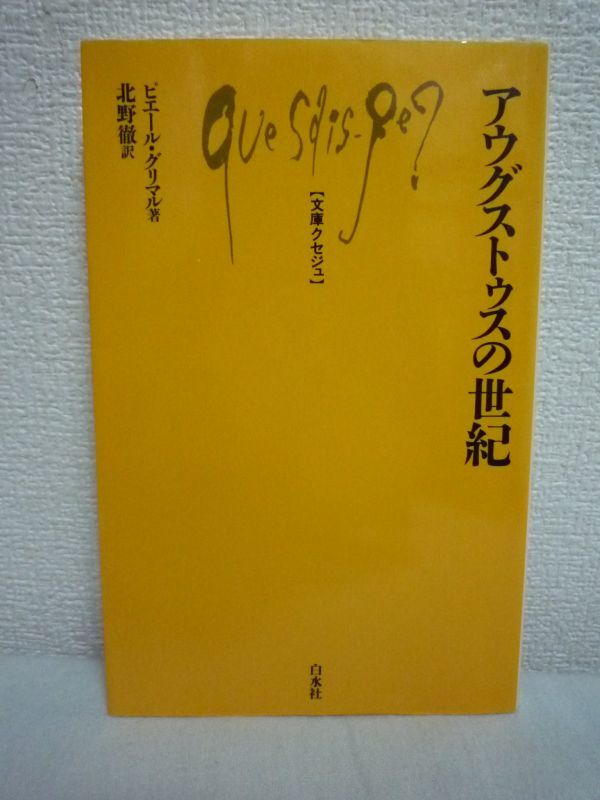 アウグストゥスの世紀
Que Sais-je?
【文庫クセジュ】
ピエール・グリマル著
北野徹訳
白水社